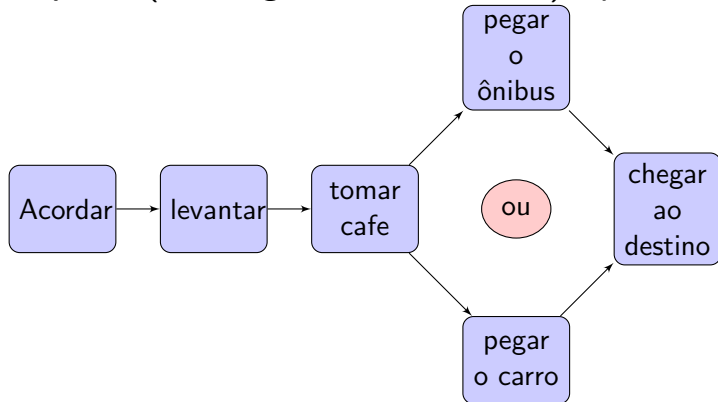 Acordar
levantar
tomar
cafe
pegar
o
ônibus
ou
pegar
o carro
chegar
ao
destino